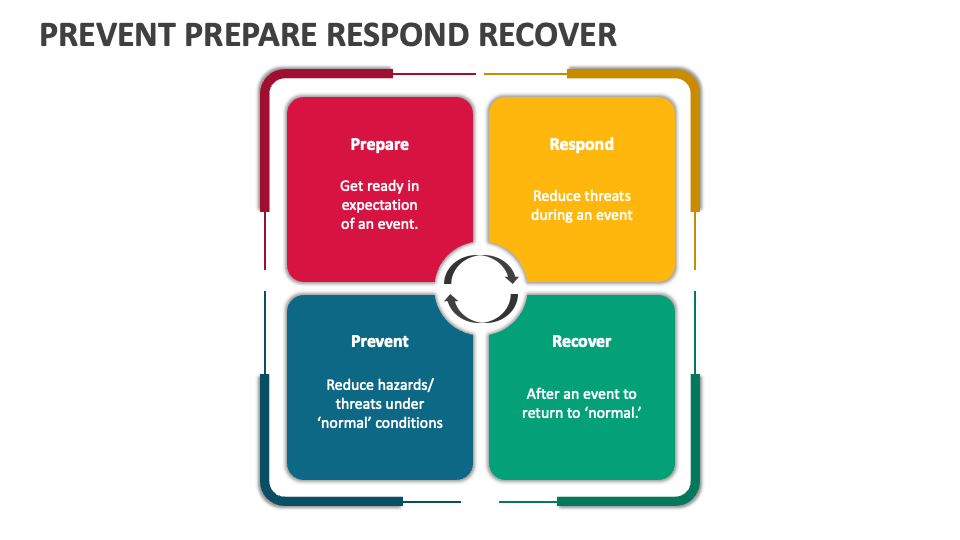 PREVENT PREPARE RESPOND RECOVER
Prepare
Get ready in
expectation
of an event.
Respond
Reduce threats
during an event
Prevent
Reduce hazards/
threats under
‘normal’ conditions
Recover
After an event to
return to ‘normal.’